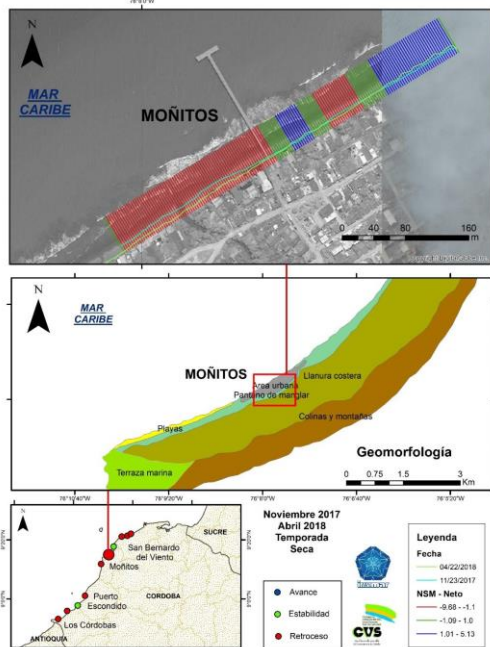 N
MAR
CARIBE
MOÑITOS
0 40 80 160
m
N
MAR
CARIBE
MOÑITOS
Área urbana
Pantano de manglar
Llanura costera
Playas
Colinas y montañas
Terraza marina
Geomorfología
0 0.75 1.5 3
Km
76°10'40"O 76°9'20"O 76°8'0"O 76°6'40"O 76°5'20"O
SUCRE
San Bernardo
del Viento
Moñitos
Puerto
Escondido
CORDOBA
Los Córdobas
ANTIOQUIA
Noviembre 2017
Abril 2018
Temporada
Seca
Avance
Estabilidad
Retroceso
CVS
Leyenda
Fecha
04/22/2018
11/23/2017
NSM - Neto
-9.68 - -1.1
-1.09 - 1.0
1.01 - 5.13